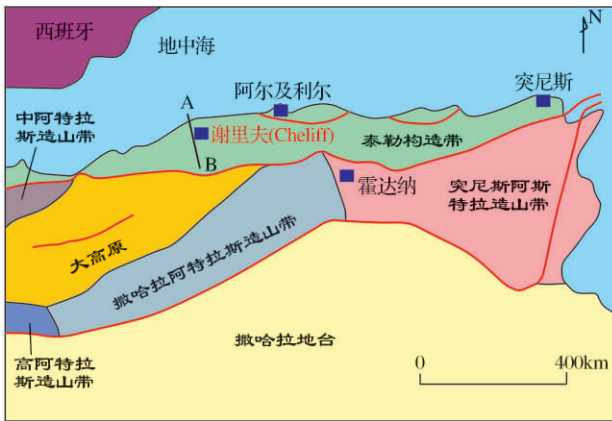 西班牙
地中海
N
阿尔及利尔
突尼斯
A
谢里夫(Cheliff)
泰勒构造带
中阿特拉
斯造山带
B
霍达纳
突尼斯阿斯
特拉造山带
大高原
撒哈拉阿特拉斯造山带
撒哈拉地台
高阿特拉
斯造山带
0
400km